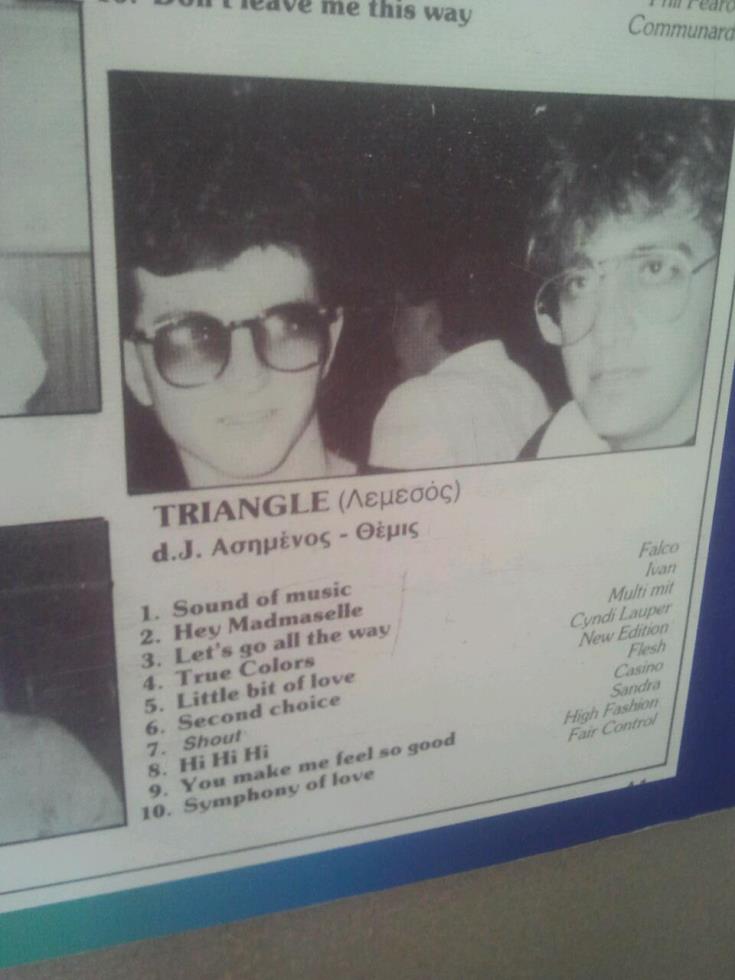 Don't leave me this way
Communard
TRIANGLE (Λεμεσός)
d.J. Ασημένος - Θέμις
1. Sound of music Falco
2. Hey Madmaselle Ivan
3. Let's go all the way Multi mit
4. True Colors Cyndi Lauper
5. Little bit of love New Edition
6. Second choice Flesh
7. Shout Casino
8. Hi Hi Hi Sandra
9. You make me feel so good High Fashion
10. Symphony of love Fair Control